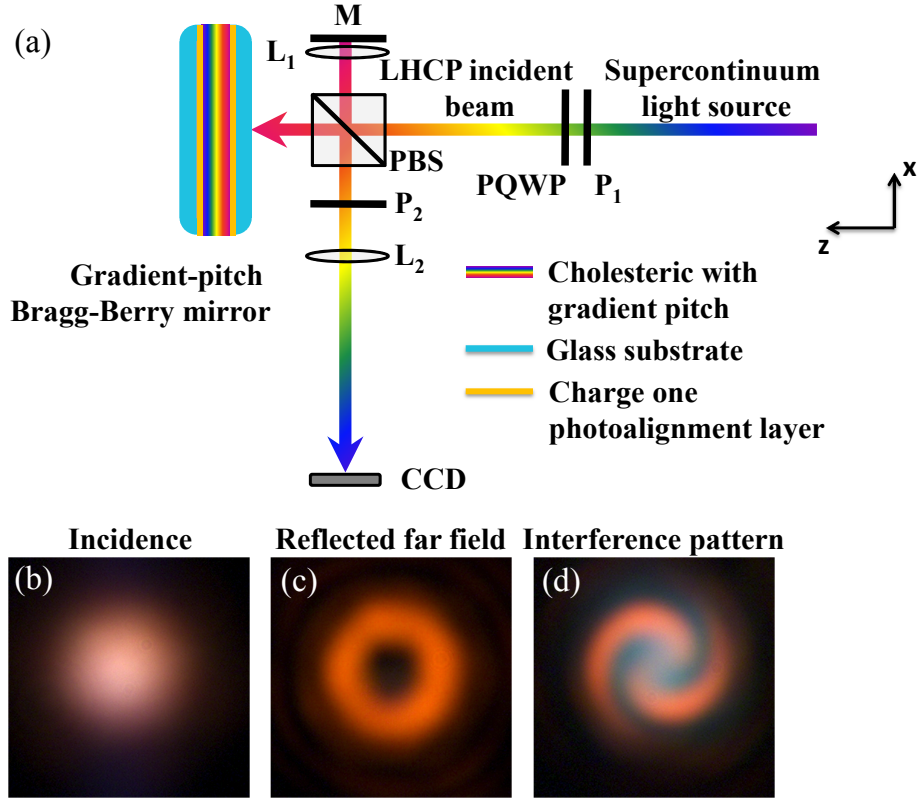 (a)
M
L1
LHCP incident
beam
Supercontinuum
light source
PBS
PQWP
P1
P2
L2
x
z
Gradient-pitch
Bragg-Berry mirror
Cholesteric with
gradient pitch
Glass substrate
Charge one
photoalignment layer
CCD
Incidence
Reflected far field
Interference pattern
(b)
(c)
(d)